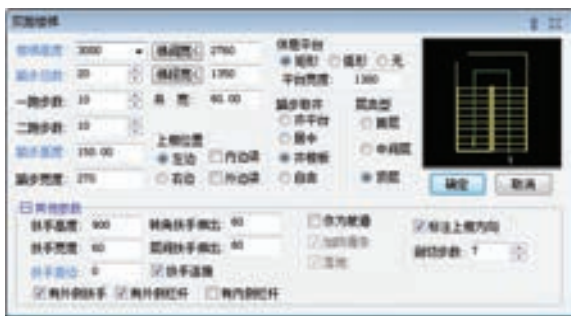 双跑楼梯
楼梯高度 3000 梯间宽< 2760 休息平台
踏步总数 20 梯段宽< 1350 矩形 弧形 无
一跑步数 10 井 宽: 60.00 平台宽度: 1380
二跑步数 10 上楼位置 踏步取齐 层类型
踏步高度 150.00 左边 内边梁 齐平台 首层
踏步宽度 270 右边 外边梁 居中 中间层
齐楼板 顶层
自由 确定 取消
其他参数
扶手高度 900 转角扶手伸出 60 作为坡道 标注上楼方向
扶手宽度 60 层间扶手伸出 60 加防滑条 剖切步数 7
扶手距边 0 扶手连接 落地
有外侧扶手 有外侧栏杆 有内侧栏杆